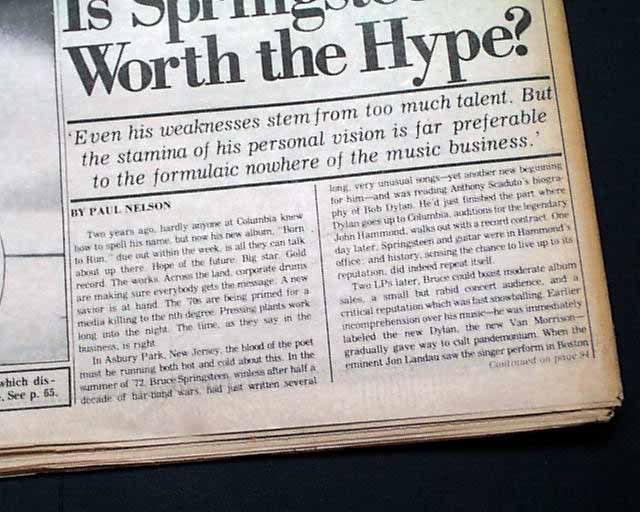 Is Springste
Worth the Hype?
'Even his weaknesses stem from too much talent. But
the stamina of his personal vision is far preferable
to the formulaic nowhere of the music business.'
BY PAUL NELSON
Two years ago, hardly anyone at Columbia knew
how to spell his name, but now his new album, "Born
to Run," due out within the week, is all they can talk
about up there. Hope of the future. Big star. Gold
record. The works. Across the land, corporate drums
are making sure everybody gets the message: A new
savior is at hand. The '70s are being primed for a
media killing to the nth degree. Pressing plants work
long into the night. The time, as they say in the
business, is right.
In Asbury Park, New Jersey, the blood of the poet
must be running both hot and cold about this. In the
summer of '72, Bruce Springsteen, winless after half a
decade of bar-band wars, had just written several
long, very unusual songs—yet another new beginning
for him—and was reading Anthony Scaduto's biogra-
phy of Bob Dylan. He'd just finished the part where
Dylan goes up to Columbia, auditions for the legendary
John Hammond, walks out with a record contract. One
day later, Springsteen and guitar were in Hammond's
office; and history, sensing the chance to live up to its
reputation, did indeed repeat itself.
Two LPs later, Bruce could boast moderate album
sales, a small but rabid concert audience, and a
critical reputation which was fast snowballing. Earlier
incomprehension over his music—he was immediately
labeled the new Dylan, the new Van Morrison—
gradually gave way to cult pandemonium. When the
eminent Jon Landau saw the singer perform in Boston
Continued on page 94
which dis-
. See p. 65.